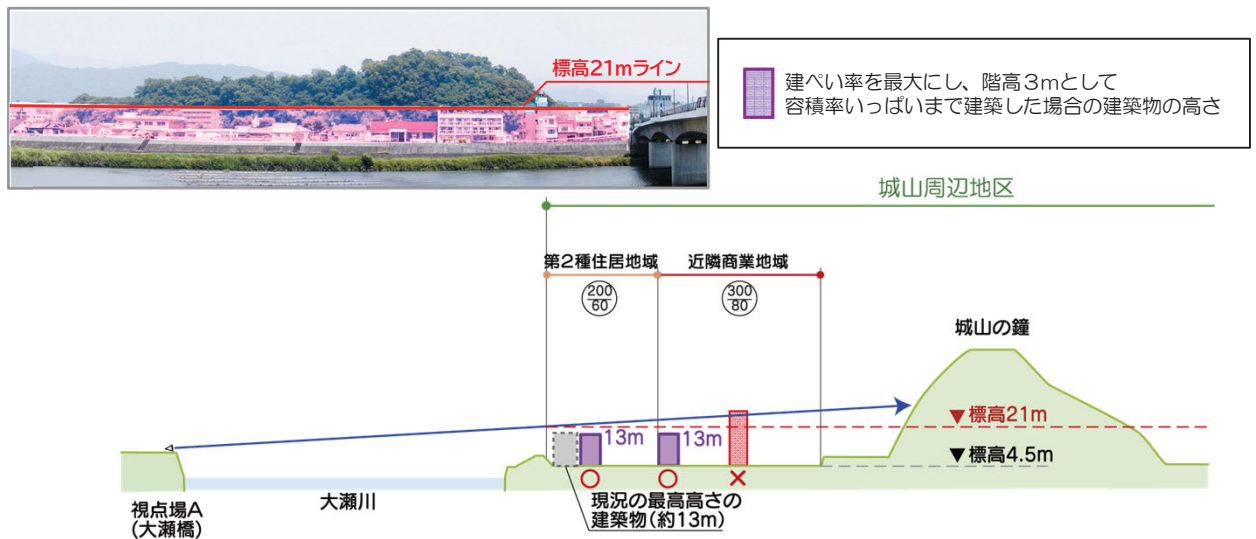 標高21mライン
建ぺい率を最大にし、階高3mとして
容積率いっぱいまで建築した場合の建築物の高さ
城山周辺地区
第2種住居地域
近隣商業地域
200
60
300
80
城山の鐘
▼標高21m
13m
13m
▼標高4.5m
現況の最高高さの
建築物(約13m)
大瀬川
視点場A
(大瀬橋)